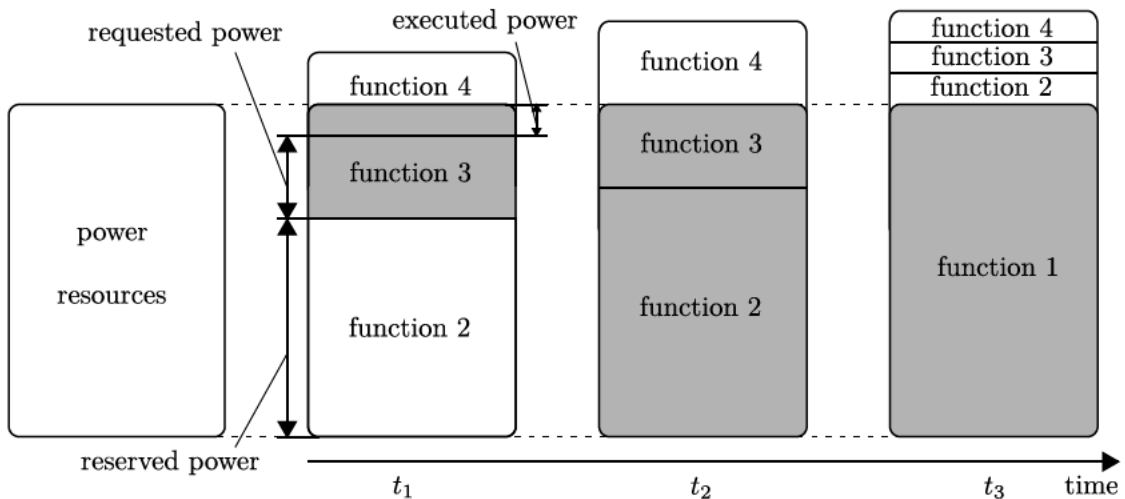 requested power
executed power
power
resources
reserved power
function 4
function 3
function 2
t1
function 4
function 3
function 2
t2
function 4
function 3
function 2
function 1
t3
time